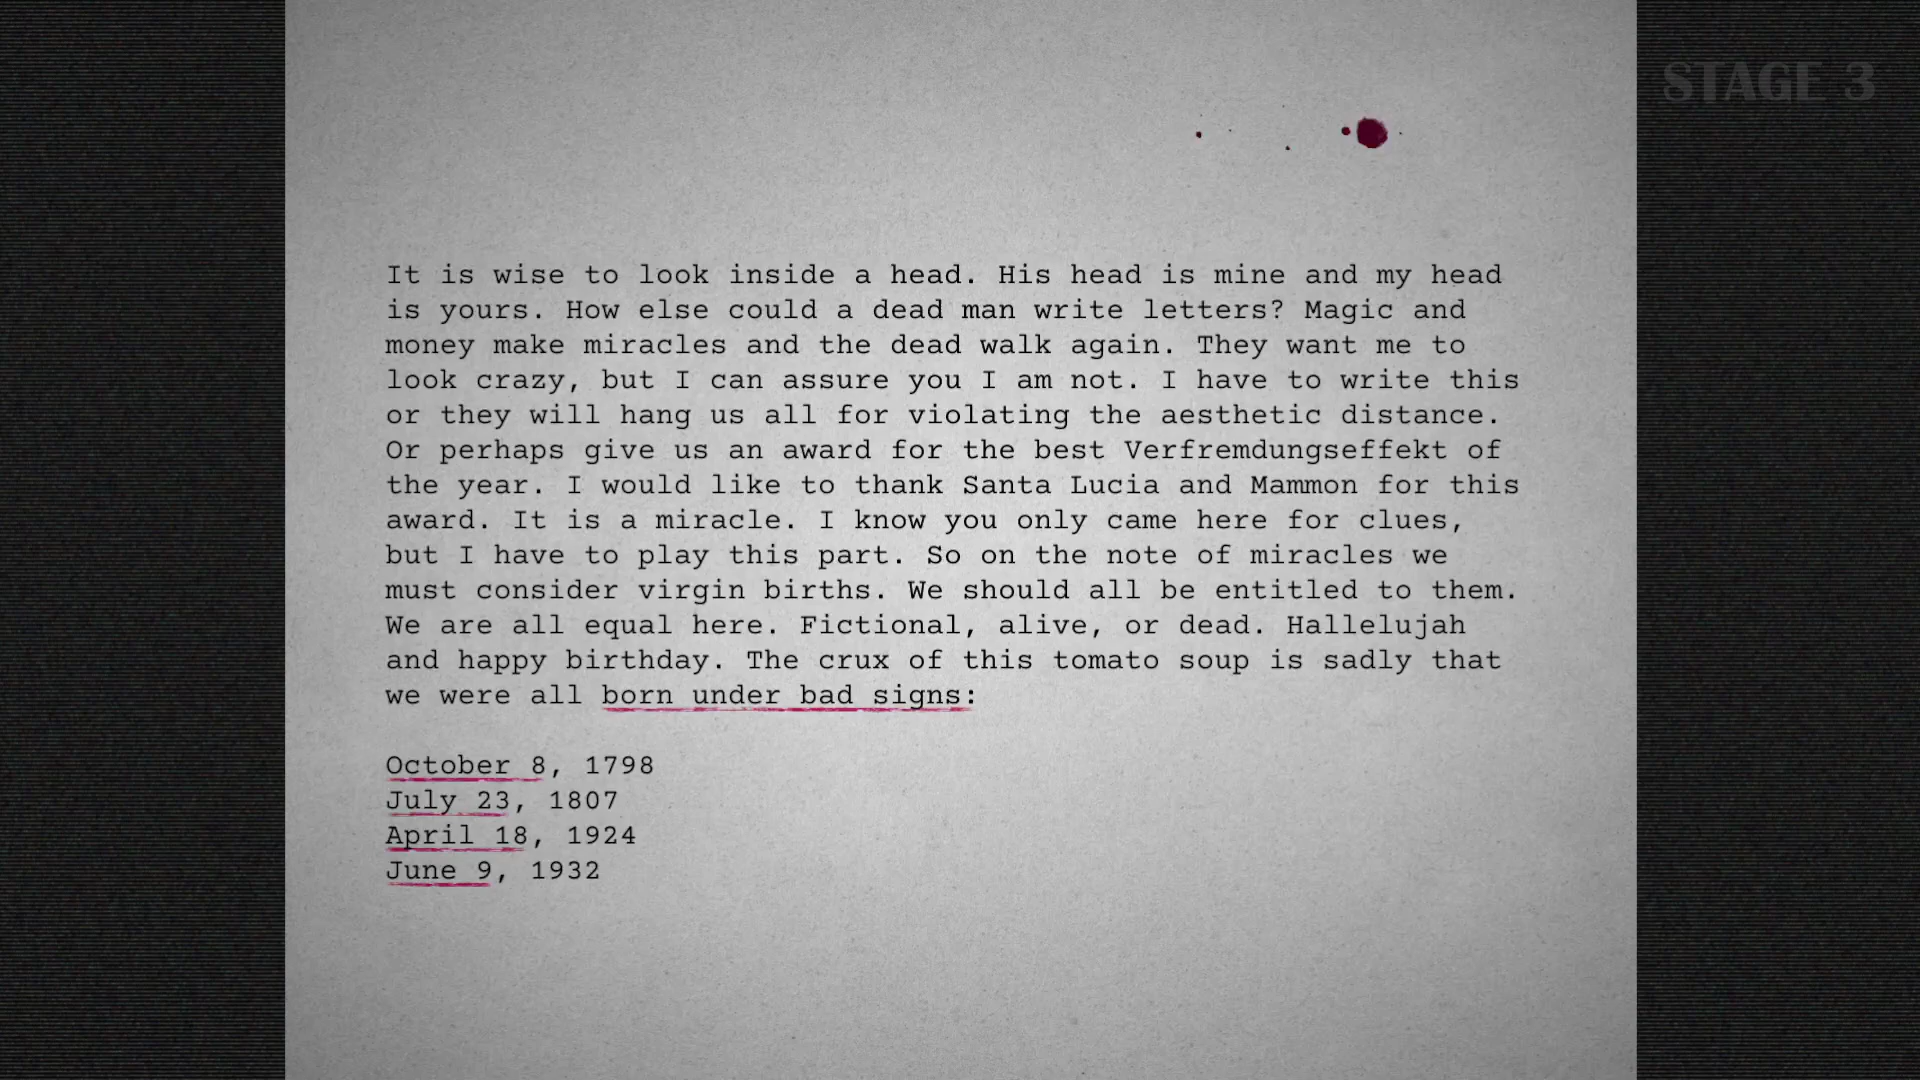 STAGE 3
It is wise to look inside a head. His head is mine and my head
is yours. How else could a dead man write letters? Magic and
money make miracles and the dead walk again. They want me to
look crazy, but I can assure you I am not. I have to write this
or they will hang us all for violating the aesthetic distance.
Or perhaps give us an award for the best Verfremdungseffekt of
the year. I would like to thank Santa Lucia and Mammon for this
award. It is a miracle. I know you only came here for clues,
but I have to play this part. So on the note of miracles we
must consider virgin births. We should all be entitled to them.
We are all equal here. Fictional, alive, or dead. Hallelujah
and happy birthday. The crux of this tomato soup is sadly that
we were all born under bad signs:
October 8, 1798
July 23, 1807
April 18, 1924
June 9, 1932